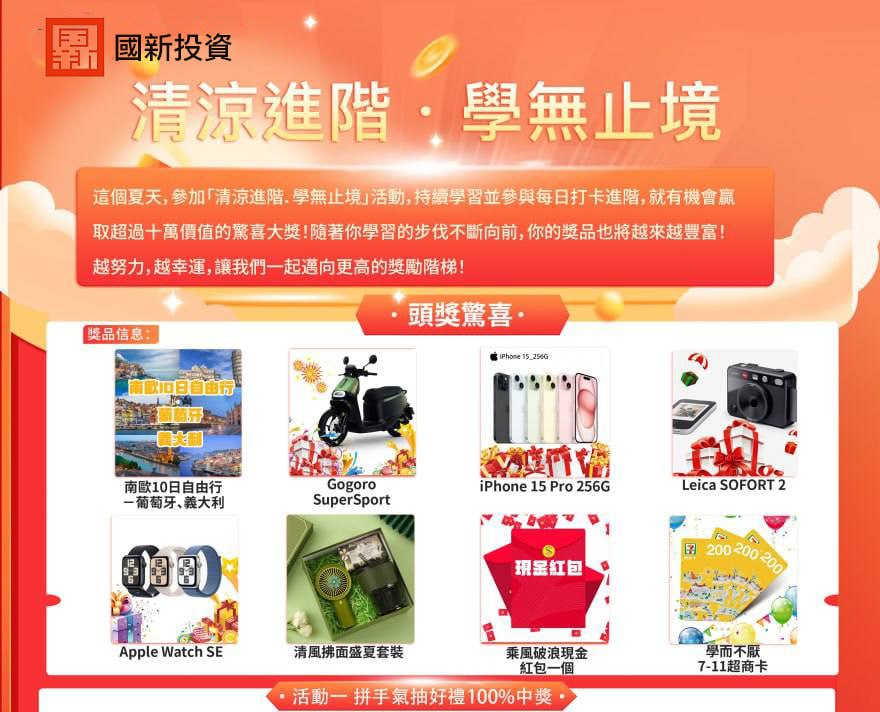 國新
國新投資
清涼進階・學無止境
這個夏天，參加「清涼進階．學無止境」活動，持續學習並參與每日打卡進階，就有機會贏
取超過十萬價值的驚喜大獎！隨著你學習的步伐不斷向前，你的獎品也將越來越豐富！
越努力，越幸運，讓我們一起邁向更高的獎勵階梯！
・頭獎驚喜・
獎品信息：
南歐10日自由行
葡萄牙
義大利
iPhone 15_256G
南歐10日自由行
－葡萄牙、義大利
Gogoro
SuperSport
iPhone 15 Pro 256G
Leica SOFORT 2
$
現金紅包
200 200 200
Apple Watch SE
清風拂面盛夏套裝
乘風破浪現金
紅包一個
學而不厭
7-11超商卡
・活動一 拼手氣抽好禮100%中獎・